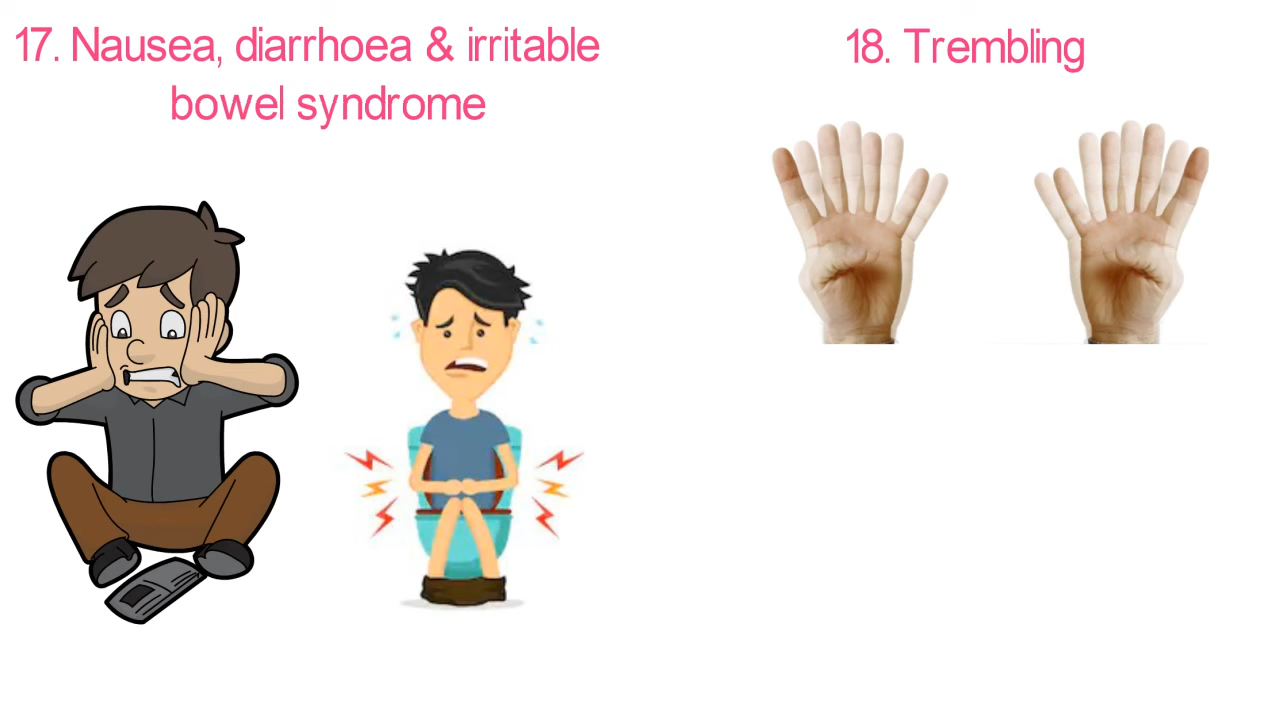 17. Nausea, diarrhoea & irritable
bowel syndrome
18. Trembling